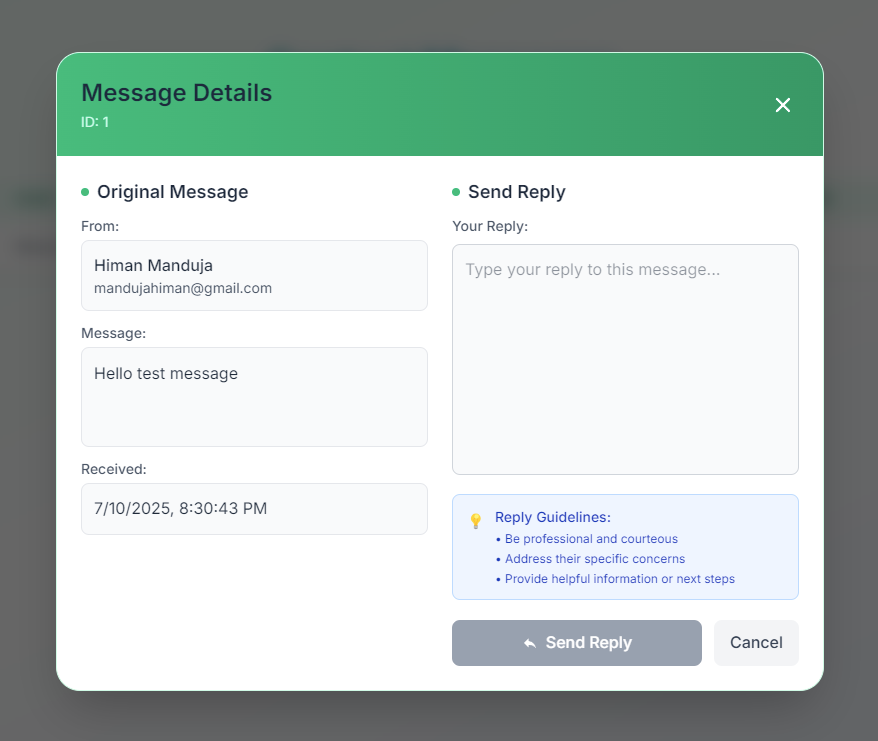 Message Details
ID: 1
Original Message
From:
Himan Manduja
mandujahiman@gmail.com
Message:
Hello test message
Received:
7/10/2025, 8:30:43 PM
Send Reply
Your Reply:
Type your reply to this message...
Reply Guidelines:
• Be professional and courteous
• Address their specific concerns
• Provide helpful information or next steps
Send Reply
Cancel